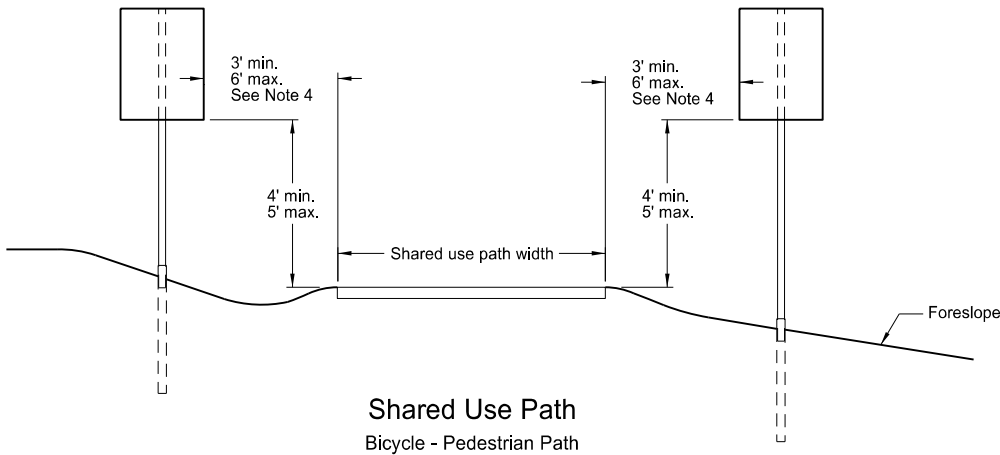 3' min.
6' max.
See Note 4
3' min.
6' max.
See Note 4
4' min.
5' max.
4' min.
5' max.
Shared use path width
Foreslope
Shared Use Path
Bicycle - Pedestrian Path